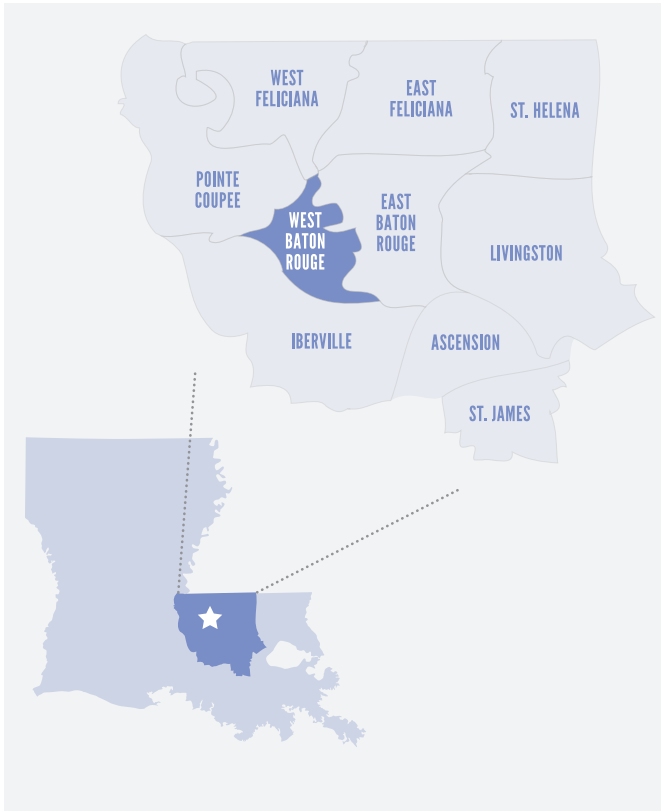 WEST
FELICIANA
EAST
FELICIANA
ST. HELENA
POINTE
COUPEE
WEST
BATON
ROUGE
EAST
BATON
ROUGE
LIVINGSTON
IBERVILLE
ASCENSION
ST. JAMES